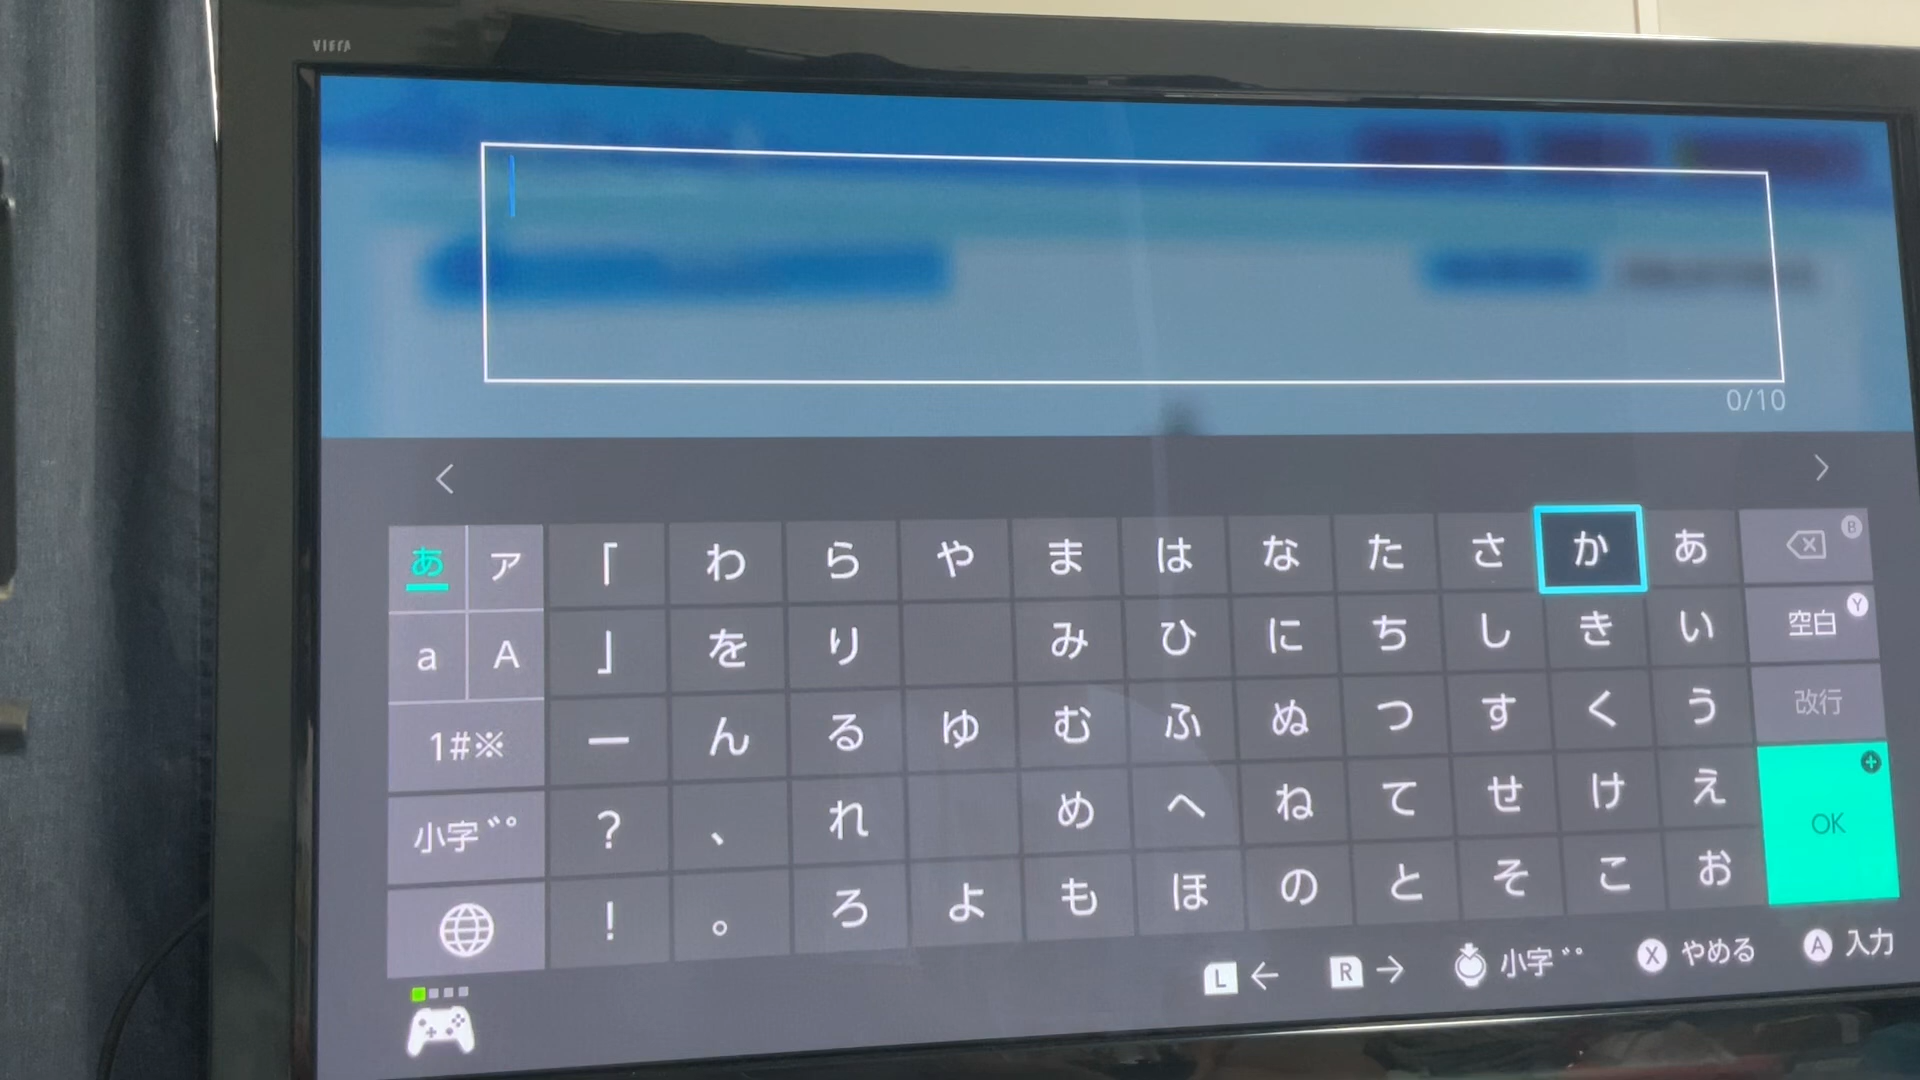 VIERA
0/10
あ ア 「 わ ら や ま は な た さ か あ B
a A 」 を り み ひ に ち し き い 空白 Y
1#※ ー ん る ゆ む ふ ぬ つ す く う 改行
小字゛゜ ? 、 れ め へ ね て せ け え OK
! 。 ろ よ も ほ の と そ こ お
L ← R → 小字゛゜ X やめる A 入力